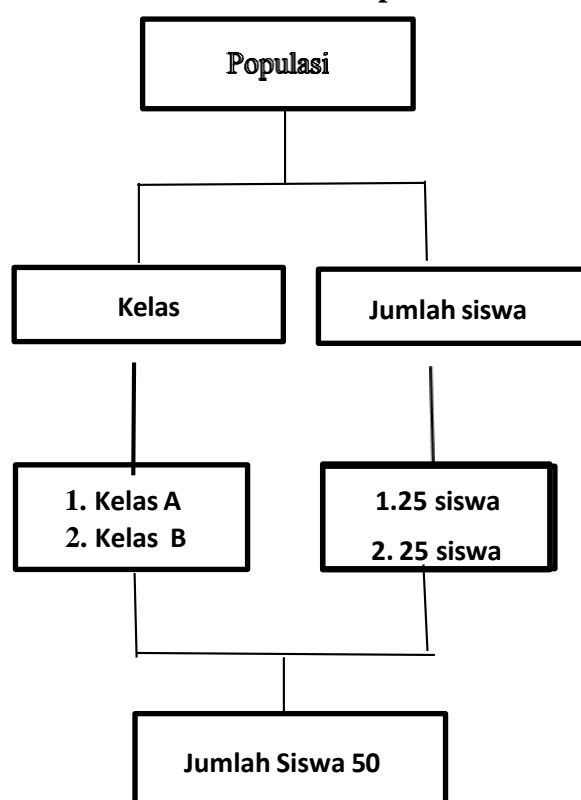 Populasi
Kelas
Jumlah siswa
1. Kelas A
2. Kelas B
1.25 siswa
2. 25 siswa
Jumlah Siswa 50